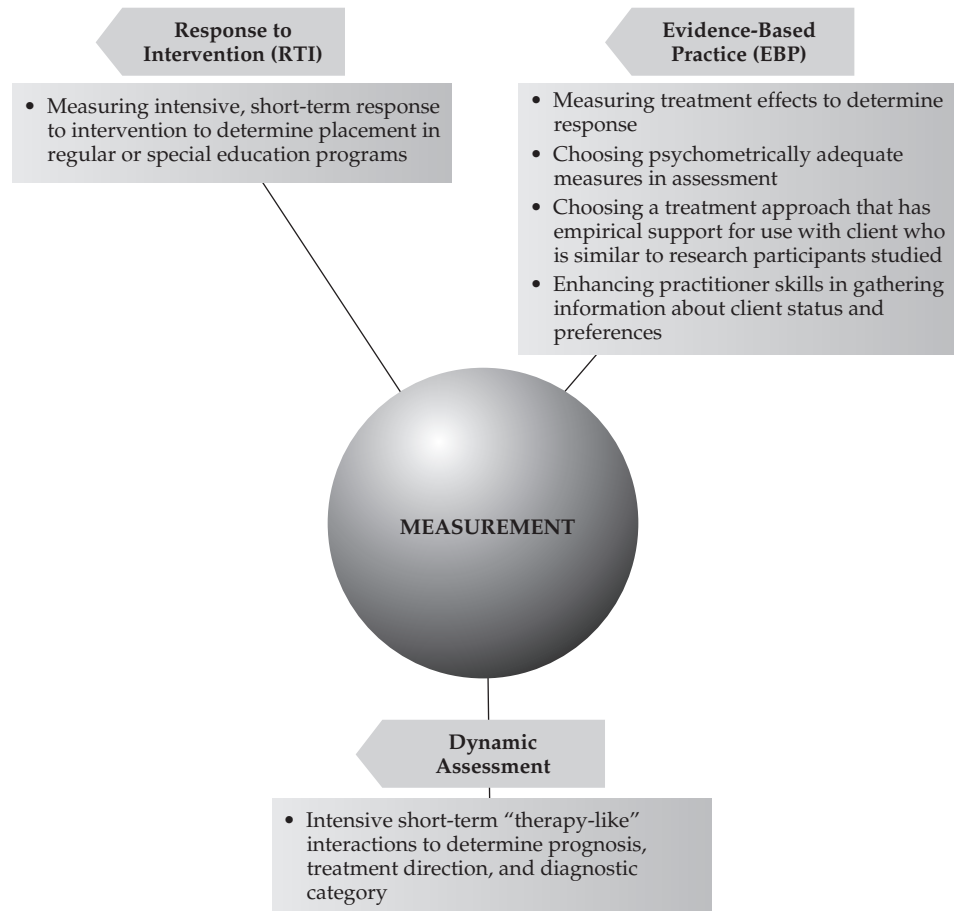 Response to
Intervention (RTI)
• Measuring intensive, short-term response
to intervention to determine placement in
regular or special education programs
Evidence-Based
Practice (EBP)
• Measuring treatment effects to determine
response
• Choosing psychometrically adequate
measures in assessment
• Choosing a treatment approach that has
empirical support for use with client who
is similar to research participants studied
• Enhancing practitioner skills in gathering
information about client status and
preferences
MEASUREMENT
Dynamic
Assessment
• Intensive short-term “therapy-like”
interactions to determine prognosis,
treatment direction, and diagnostic
category